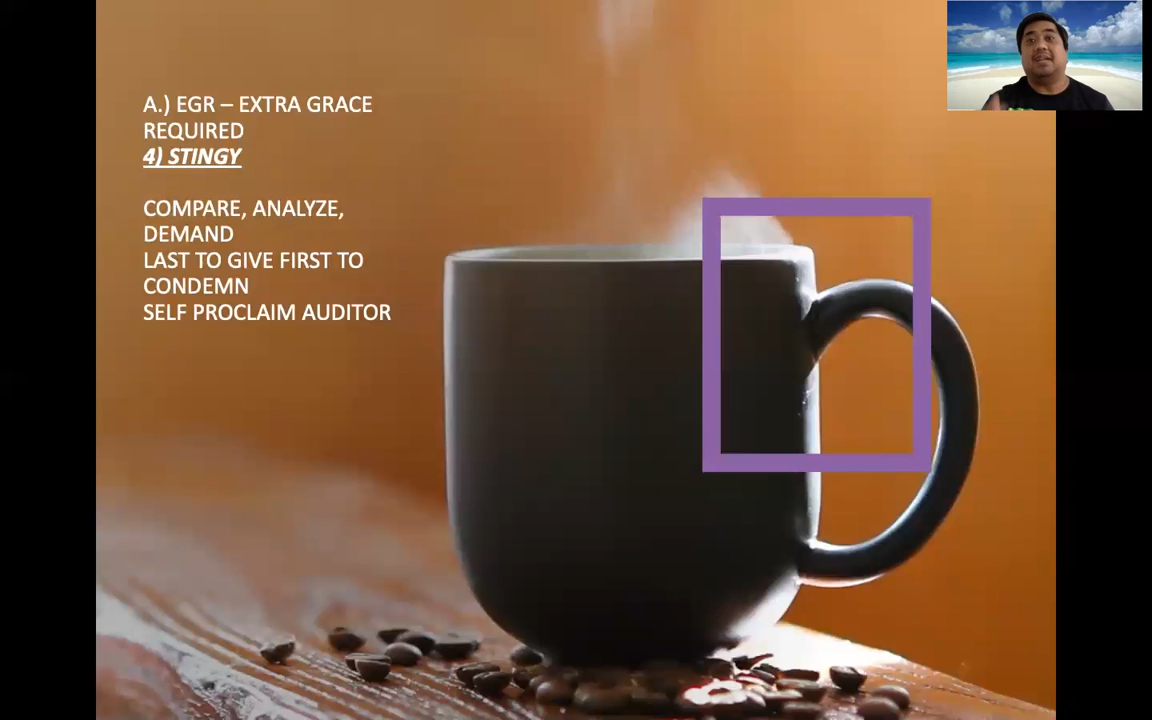 A.) EGR – EXTRA GRACE
REQUIRED
4) STINGY
COMPARE, ANALYZE,
DEMAND
LAST TO GIVE FIRST TO
CONDEMN
SELF PROCLAIM AUDITOR